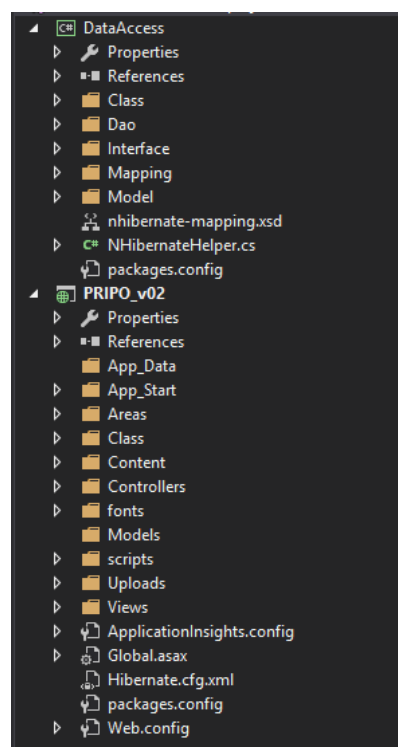 C# DataAccess
Properties
References
Class
Dao
Interface
Mapping
Model
nhibernate-mapping.xsd
C# NHibernateHelper.cs
packages.config
PRIPO_v02
Properties
References
App_Data
App_Start
Areas
Class
Content
Controllers
fonts
Models
scripts
Uploads
Views
ApplicationInsights.config
Global.asax
Hibernate.cfg.xml
packages.config
Web.config